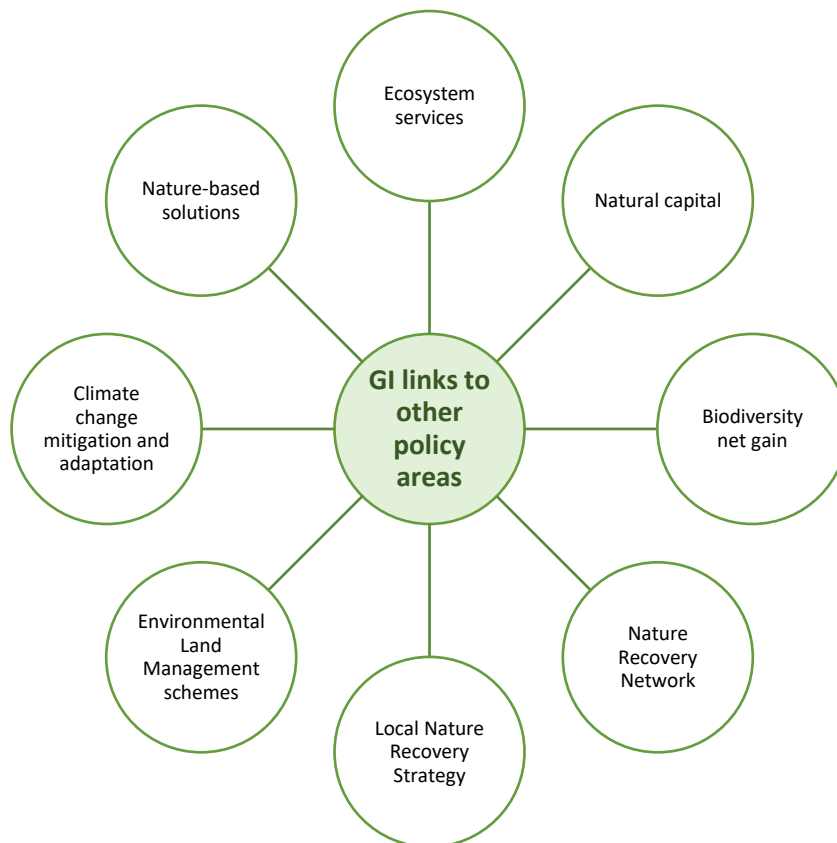 Ecosystem
services
Natural capital
Biodiversity
net gain
Nature
Recovery
Network
Local Nature
Recovery
Strategy
Environmental
Land
Management
schemes
Climate
change
mitigation and
adaptation
Nature-based
solutions
GI links to
other
policy
areas